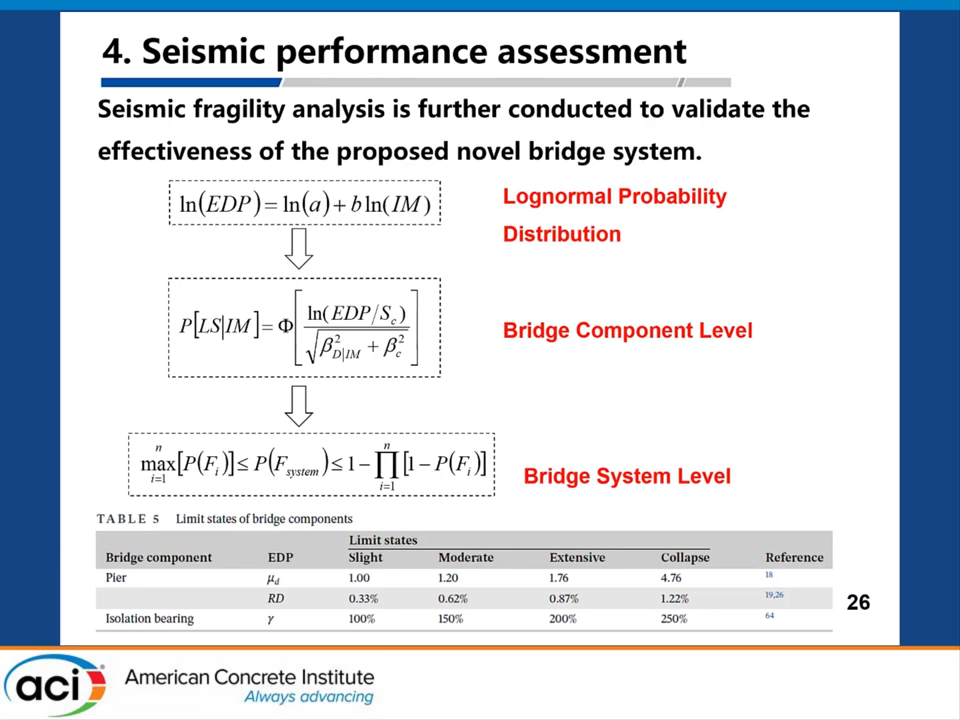 4. Seismic performance assessment
Seismic fragility analysis is further conducted to validate the
effectiveness of the proposed novel bridge system.
ln(EDP) = ln(a) + b ln(IM)
Lognormal Probability
Distribution
P[LS|IM] = Φ[ln(EDP/S_c) / √(β²_{D|IM} + β²_c)]
Bridge Component Level
max_{i=1}^{n}[P(F_i)] ≤ P(F_system) ≤ 1 − ∏_{i=1}^{n}[1 − P(F_i)]
Bridge System Level
TABLE 5 Limit states of bridge components
Limit states
Bridge component EDP Slight Moderate Extensive Collapse Reference
Pier μ_d 1.00 1.20 1.76 4.76 18
RD 0.33% 0.62% 0.87% 1.22% 19,26
Isolation bearing γ 100% 150% 200% 250% 64
26
aci ® American Concrete Institute
Always advancing